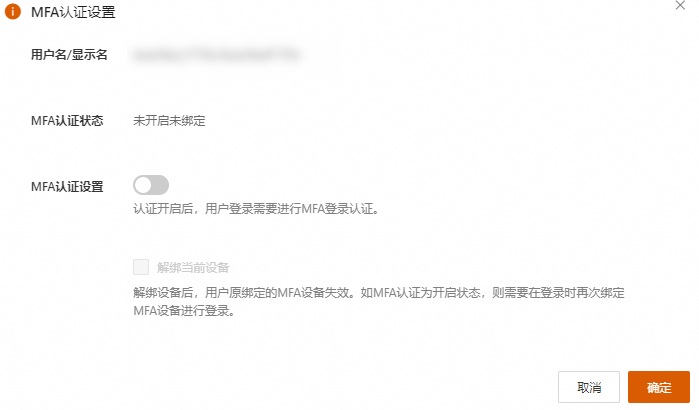 MFA认证设置
用户名/显示名
MFA认证状态 未开启未绑定
MFA认证设置
认证开启后，用户登录需要进行MFA登录认证。
解绑当前设备
解绑设备后，用户原绑定的MFA设备失效。如MFA认证为开启状态，则需要在登录时再次绑定
MFA设备进行登录。
取消 确定